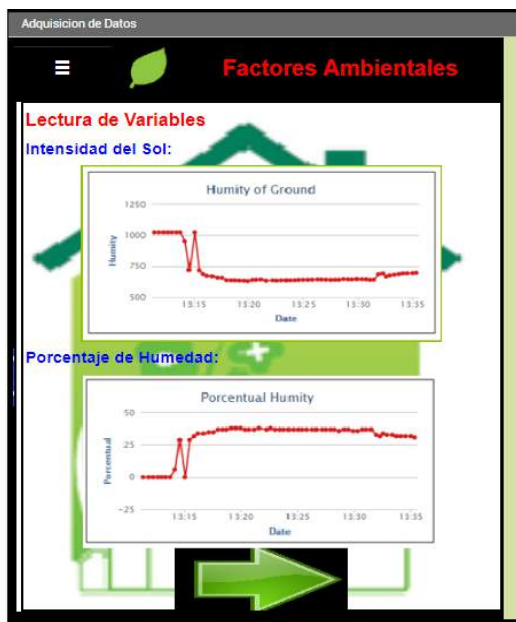 Adquisicion de Datos
Factores Ambientales
Lectura de Variables
Intensidad del Sol:
Humity of Ground
1250
1000
750
500
Humity
13:15 13:20 13:25 13:30 13:35
Date
Porcentaje de Humedad:
Porcentual Humity
50
25
0
-25
Porcentual
13:15 13:20 13:25 13:30 13:35
Date